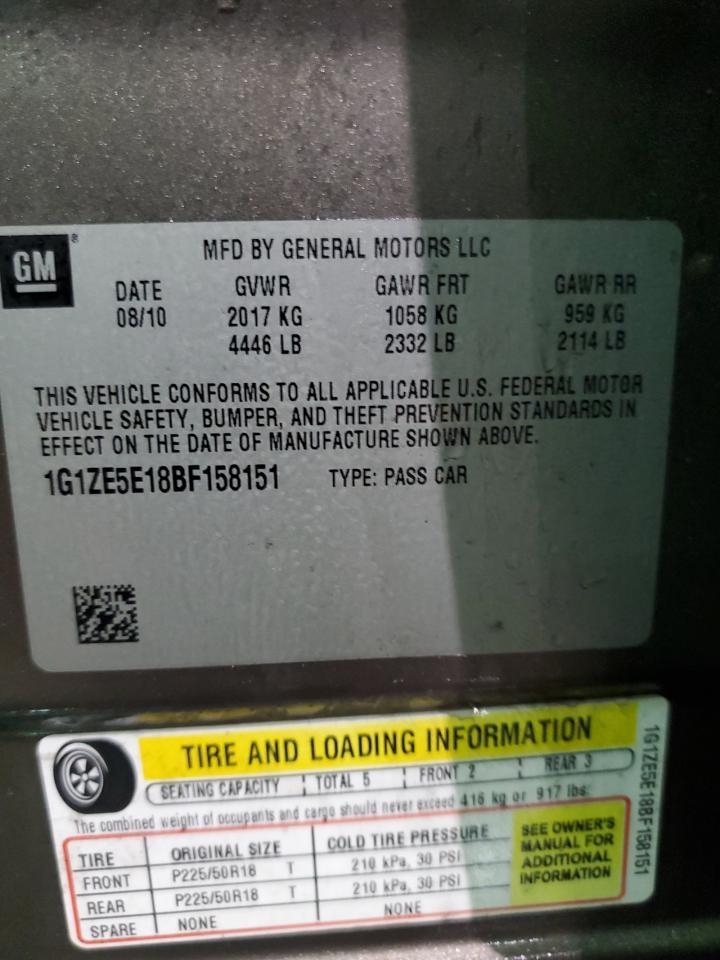 GM®
MFD BY GENERAL MOTORS LLC
DATE GVWR GAWR FRT GAWR RR
08/10 2017 KG 1058 KG 959 KG
4446 LB 2332 LB 2114 LB
THIS VEHICLE CONFORMS TO ALL APPLICABLE U.S. FEDERAL MOTOR
VEHICLE SAFETY, BUMPER, AND THEFT PREVENTION STANDARDS IN
EFFECT ON THE DATE OF MANUFACTURE SHOWN ABOVE.
1G1ZE5E18BF158151 TYPE: PASS CAR
TIRE AND LOADING INFORMATION
SEATING CAPACITY TOTAL 5 FRONT 2 REAR 3
The combined weight of occupants and cargo should never exceed 416 kg or 917 lbs.
TIRE ORIGINAL SIZE COLD TIRE PRESSURE
FRONT P225/50R18 T 210 kPa, 30 PSI
REAR P225/50R18 T 210 kPa, 30 PSI
SPARE NONE NONE
SEE OWNER'S
MANUAL FOR
ADDITIONAL
INFORMATION
1G1ZE5E18BF158151